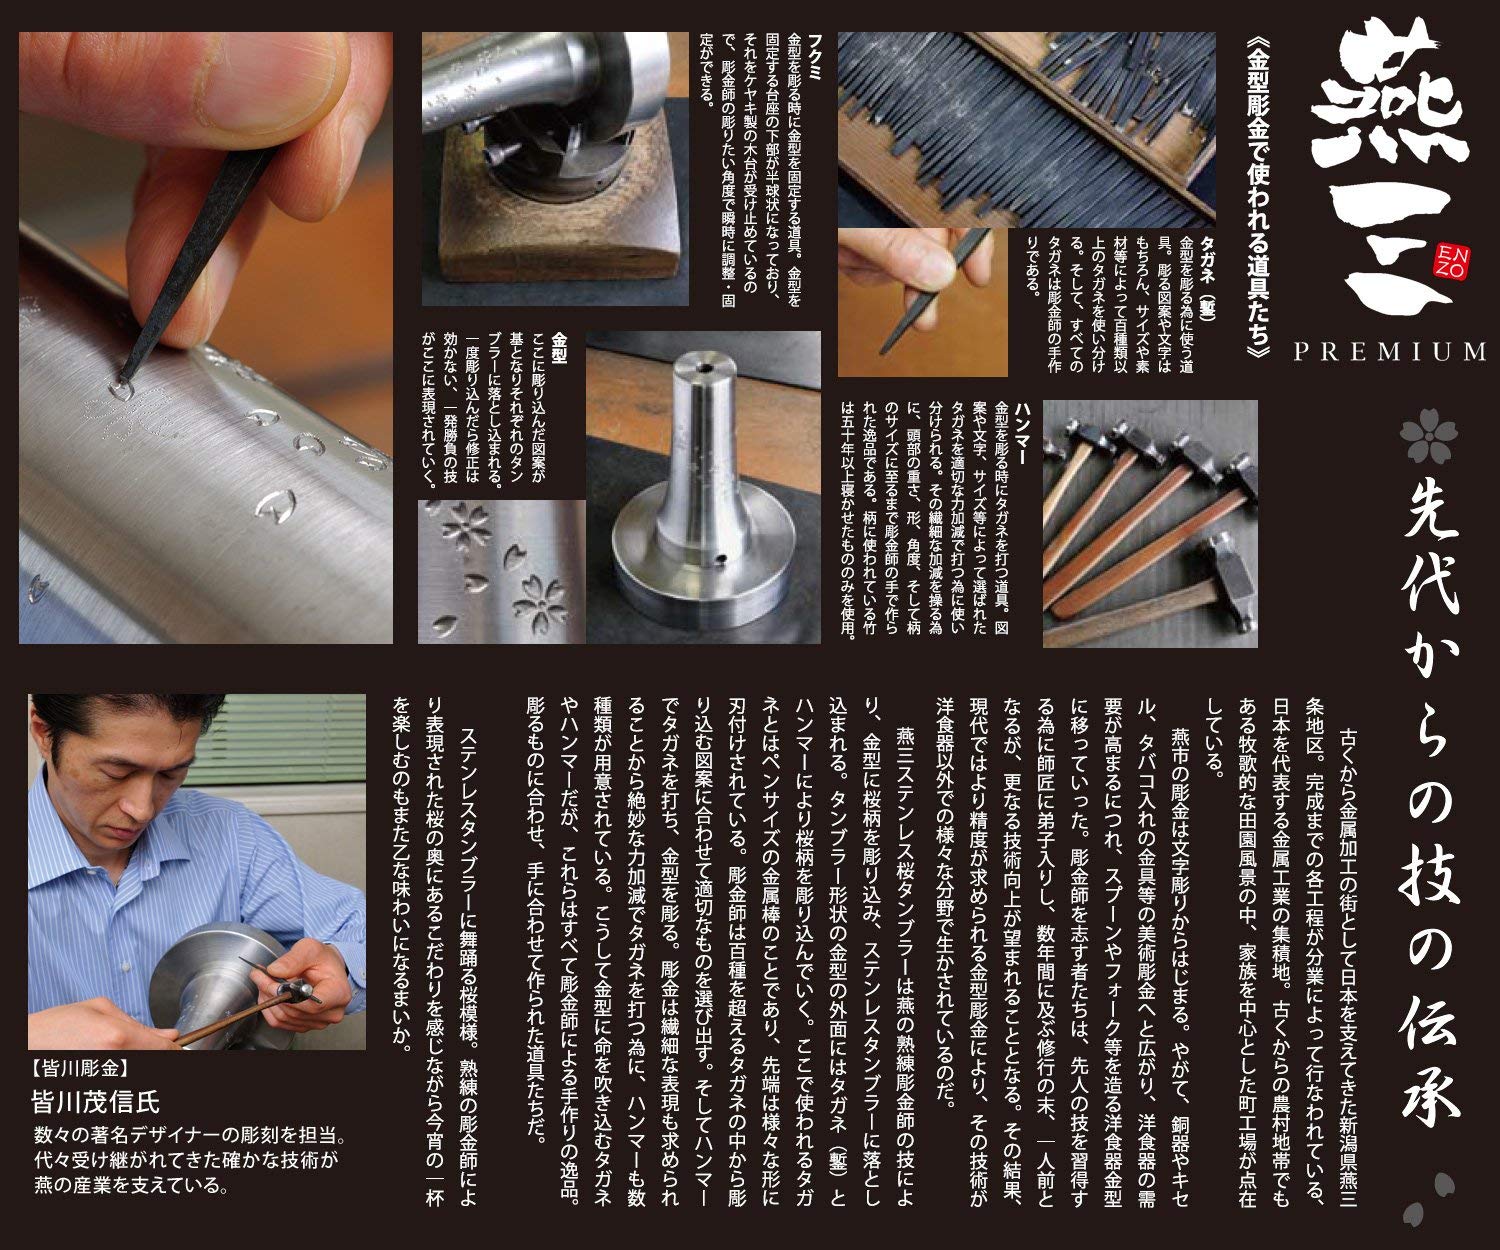 燕三
EN
ZO
PREMIUM
《金型彫金で使われる道具たち》
タガネ（鏨）
金型を彫る為に使う道
具。彫る図案や文字は
もちろん、サイズや素
材等によって百種類以
上のタガネを使い分け
る。そして、すべての
タガネは彫金師の手作
りである。
フクミ
金型を彫る時に金型を固定する道具。金型を
固定する台座の下部が半球状になっており、
それをケヤキ製の木台が受け止めているの
で、彫金師の彫りたい角度で瞬時に調整・固
定ができる。
ハンマー
金型を彫る時にタガネを打つ道具。図
案や文字、サイズ等によって選ばれた
タガネを適切な力加減で打つ為に使い
分けられる。その繊細な加減を操る為
に、頭部の重さ、形、角度、そして柄
のサイズに至るまで彫金師の手で作ら
れた逸品である。柄に使われている竹
は五十年以上寝かせたもののみを使用。
金型
ここに彫り込んだ図案が
基となりそれぞれのタン
ブラーに落とし込まれる。
一度彫り込んだら修正は
効かない、一発勝負の技
がここに表現されていく。
先代からの技の伝承
古くから金属加工の街として日本を支えてきた新潟県燕三
条地区。完成までの各工程が分業によって行なわれている、
日本を代表する金属工業の集積地。古くからの農村地帯でも
ある牧歌的な田園風景の中、家族を中心とした町工場が点在
している。
燕市の彫金は文字彫りからはじまる。やがて、銅器やキセ
ル、タバコ入れの金具等の美術彫金へと広がり、洋食器の需
要が高まるにつれ、スプーンやフォーク等を造る洋食器金型
に移っていった。彫金師を志す者たちは、先人の技を習得す
る為に師匠に弟子入りし、数年間に及ぶ修行の末、一人前と
なるが、更なる技術向上が望まれることとなる。その結果、
現代ではより精度が求められる金型彫金により、その技術が
洋食器以外での様々な分野で生かされているのだ。
燕三ステンレス桜タンブラーは燕の熟練彫金師の技によ
り、金型に桜柄を彫り込み、ステンレスタンブラーに落とし
込まれる。タンブラー形状の金型の外面にはタガネ（鏨）と
ハンマーにより桜柄を彫り込んでいく。ここで使われるタガ
ネとはペンサイズの金属棒のことであり、先端は様々な形に
刃付けされている。彫金師は百種を超えるタガネの中から彫
り込む図案に合わせて適切なものを選び出す。そしてハンマー
でタガネを打ち、金型を彫る。彫金は繊細な表現も求められ
ることから絶妙な力加減でタガネを打つ為に、ハンマーも数
種類が用意されている。こうして金型に命を吹き込むタガネ
やハンマーだが、これらはすべて彫金師による手作りの逸品。
彫るものに合わせ、手に合わせて作られた道具たちだ。
ステンレスタンブラーに舞踊る桜模様。熟練の彫金師によ
り表現された桜の奥にあるこだわりを感じながら今宵の一杯
を楽しむのもまた乙な味わいになるまいか。
【皆川彫金】
皆川茂信氏
数々の著名デザイナーの彫刻を担当。
代々受け継がれてきた確かな技術が
燕の産業を支えている。